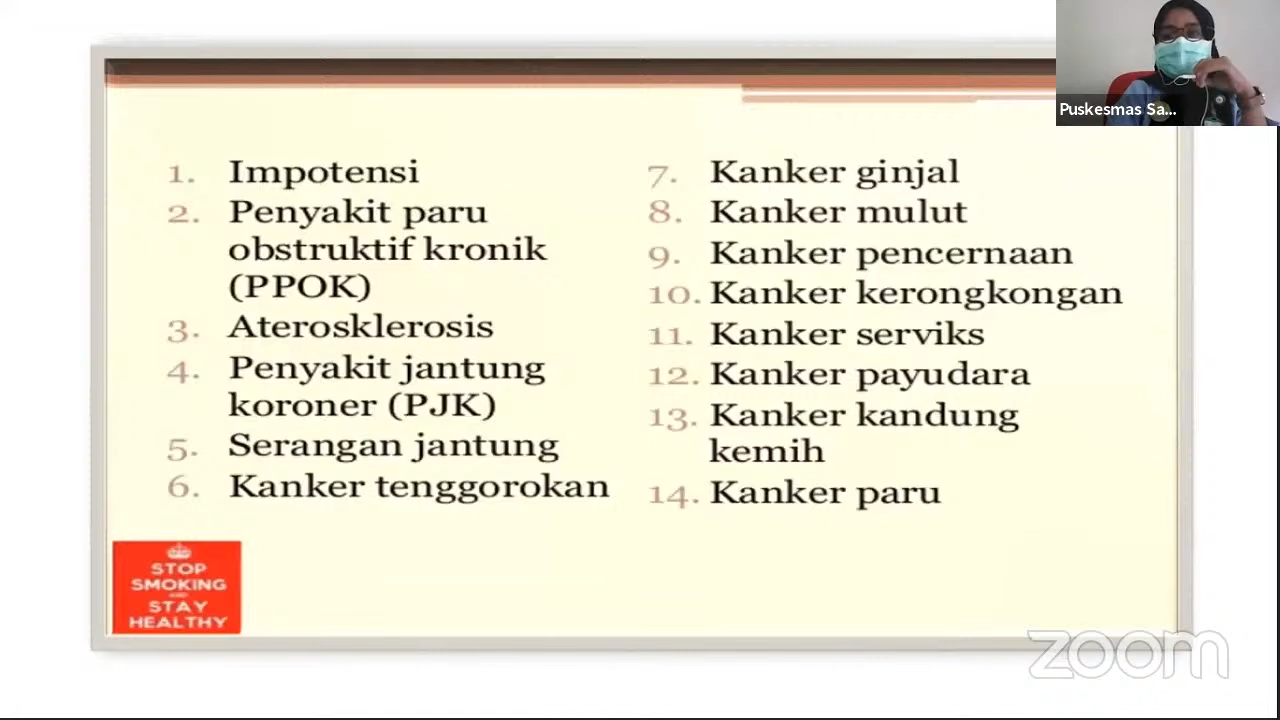 Puskesmas Sa...
1. Impotensi
2. Penyakit paru
obstruktif kronik
(PPOK)
3. Aterosklerosis
4. Penyakit jantung
koroner (PJK)
5. Serangan jantung
6. Kanker tenggorokan
7. Kanker ginjal
8. Kanker mulut
9. Kanker pencernaan
10. Kanker kerongkongan
11. Kanker serviks
12. Kanker payudara
13. Kanker kandung
kemih
14. Kanker paru
STOP
SMOKING
AND
STAY
HEALTHY
zoom